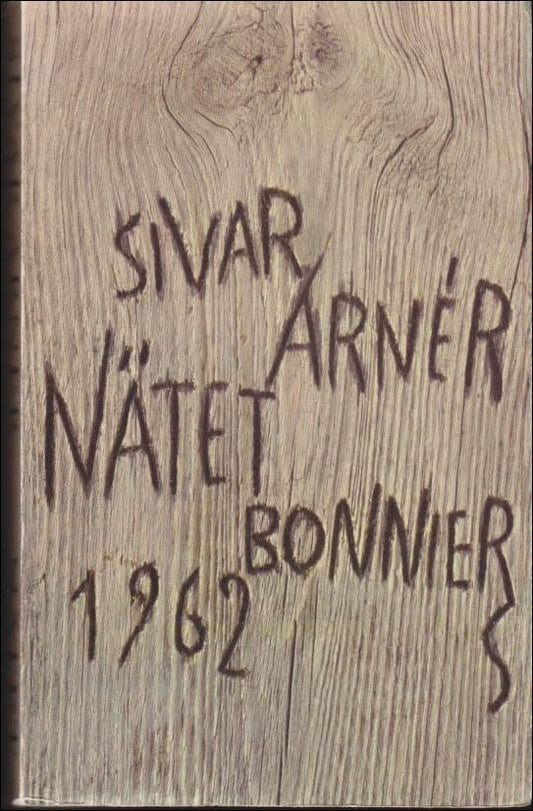 SIVAR
ARNÉR
NÄTET
BONNIERS
1962